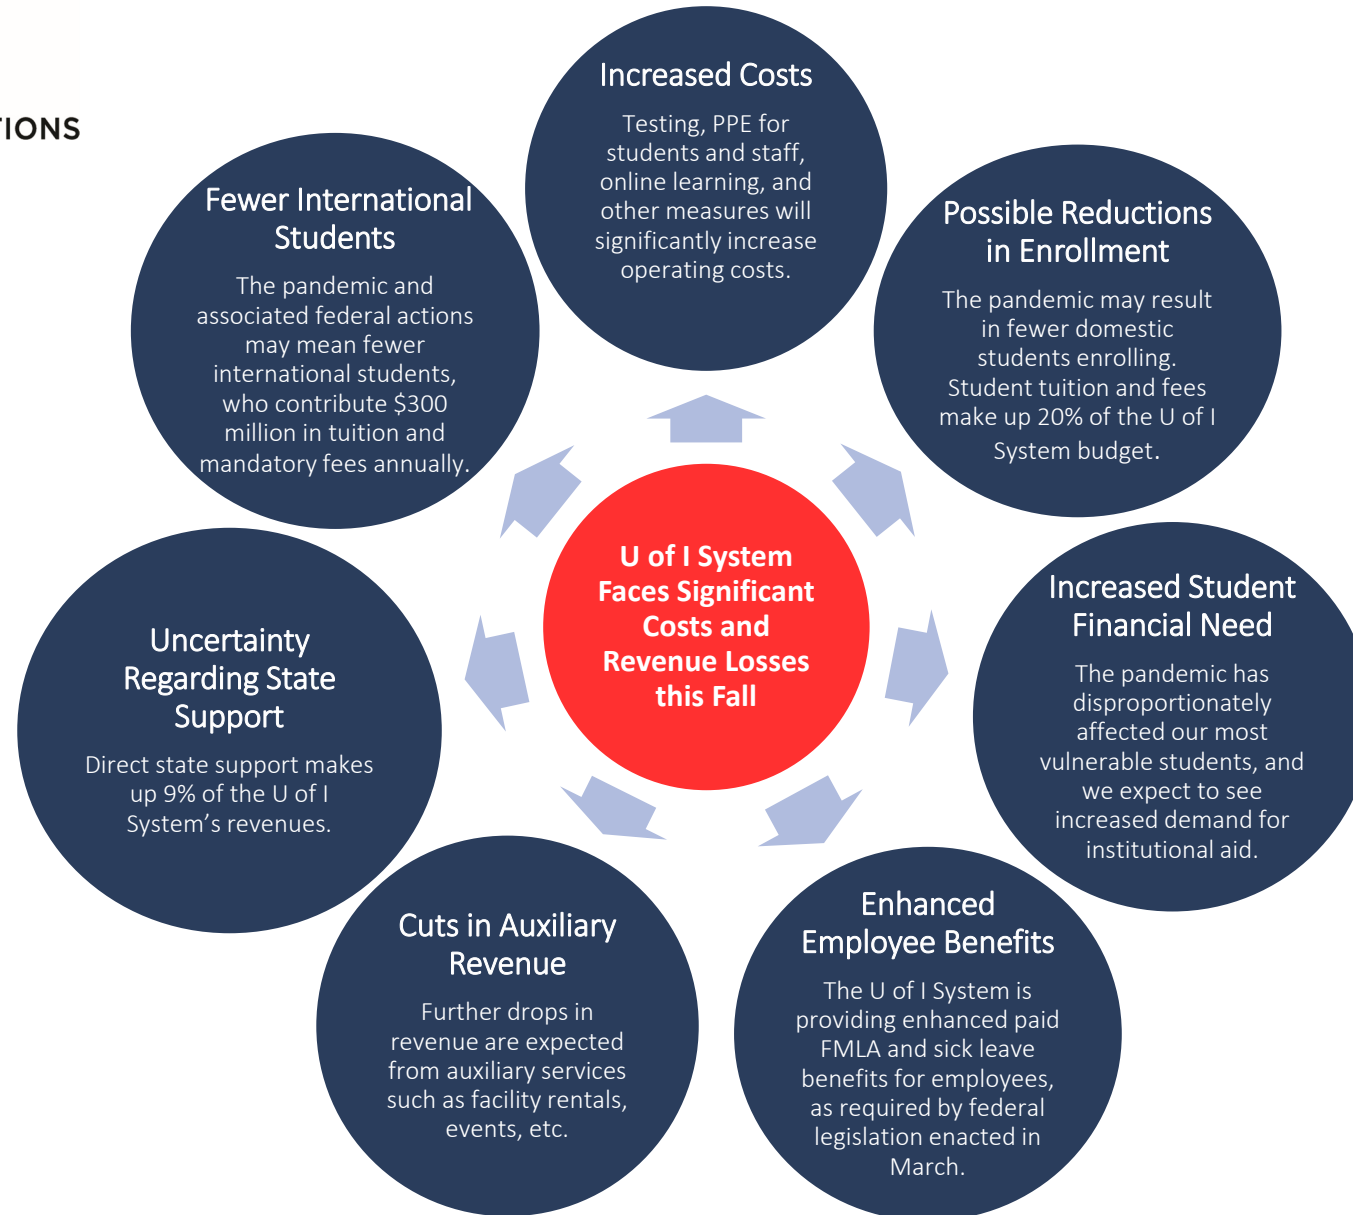 TIONS
Increased Costs
Testing, PPE for
students and staff,
online learning, and
other measures will
significantly increase
operating costs.
Possible Reductions
in Enrollment
The pandemic may result
in fewer domestic
students enrolling.
Student tuition and fees
make up 20% of the U of I
System budget.
Increased Student
Financial Need
The pandemic has
disproportionately
affected our most
vulnerable students, and
we expect to see
increased demand for
institutional aid.
Enhanced
Employee Benefits
The U of I System is
providing enhanced paid
FMLA and sick leave
benefits for employees,
as required by federal
legislation enacted in
March.
Cuts in Auxiliary
Revenue
Further drops in
revenue are expected
from auxiliary services
such as facility rentals,
events, etc.
Uncertainty
Regarding State
Support
Direct state support makes
up 9% of the U of I
System’s revenues.
Fewer International
Students
The pandemic and
associated federal actions
may mean fewer
international students,
who contribute $300
million in tuition and
mandatory fees annually.
U of I System
Faces Significant
Costs and
Revenue Losses
this Fall